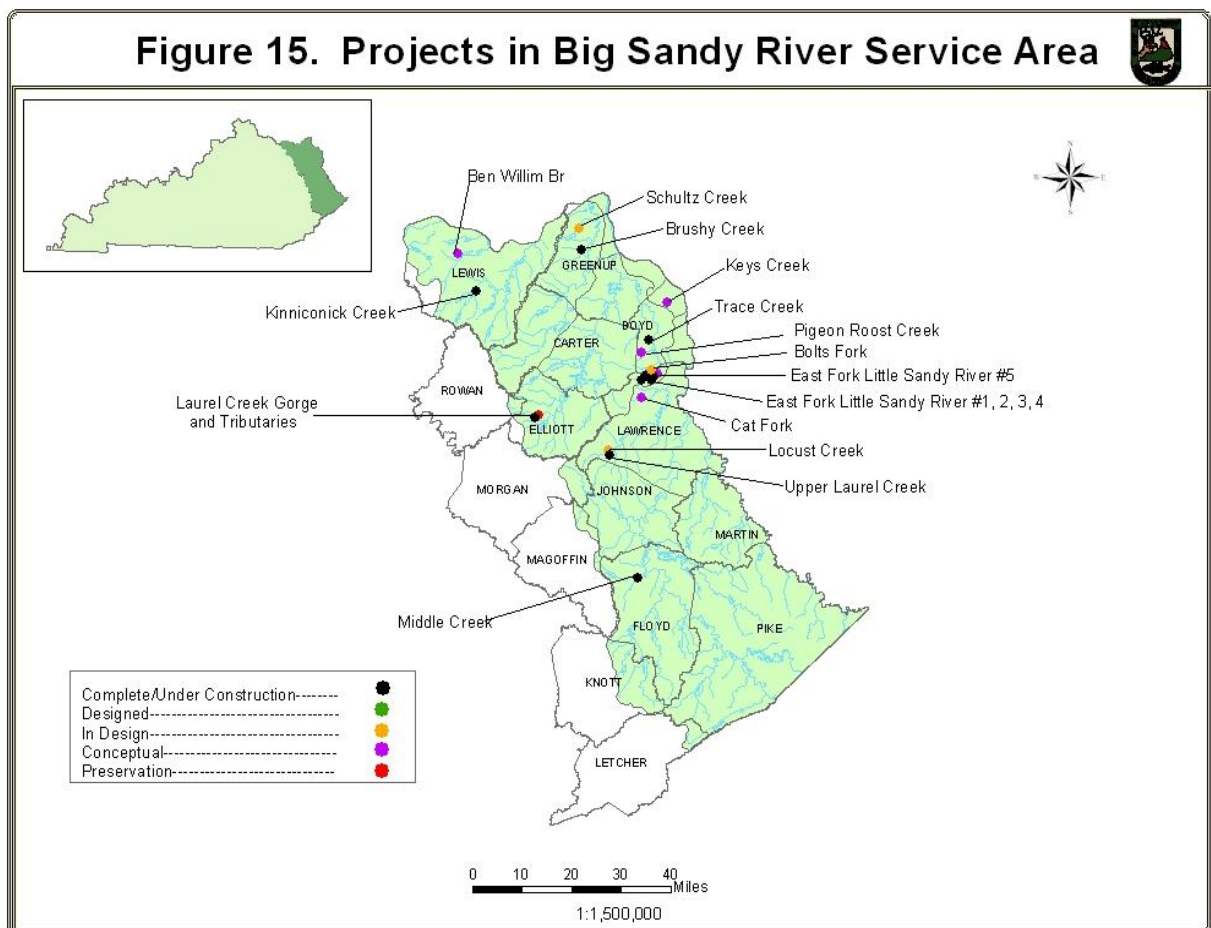 Figure 15. Projects in Big Sandy River Service Area
Ben Willim Br
Schultz Creek
Brushy Creek
Keys Creek
Kinniconick Creek
Trace Creek
Pigeon Roost Creek
Bolts Fork
East Fork Little Sandy River #5
East Fork Little Sandy River #1, 2, 3, 4
Laurel Creek Gorge
and Tributaries
Cat Fork
Locust Creek
Upper Laurel Creek
Middle Creek
LEWIS
GREENUP
BOYD
CARTER
ROWAN
ELLIOTT
LAWRENCE
MORGAN
JOHNSON
MARTIN
MAGOFFIN
FLOYD
PIKE
KNOTT
LETCHER
N
W
E
S
Complete/Under Construction-------
Designed---------------------------------
In Design---------------------------------
Conceptual------------------------------
Preservation----------------------------
0 10 20 30 40
Miles
1:1,500,000